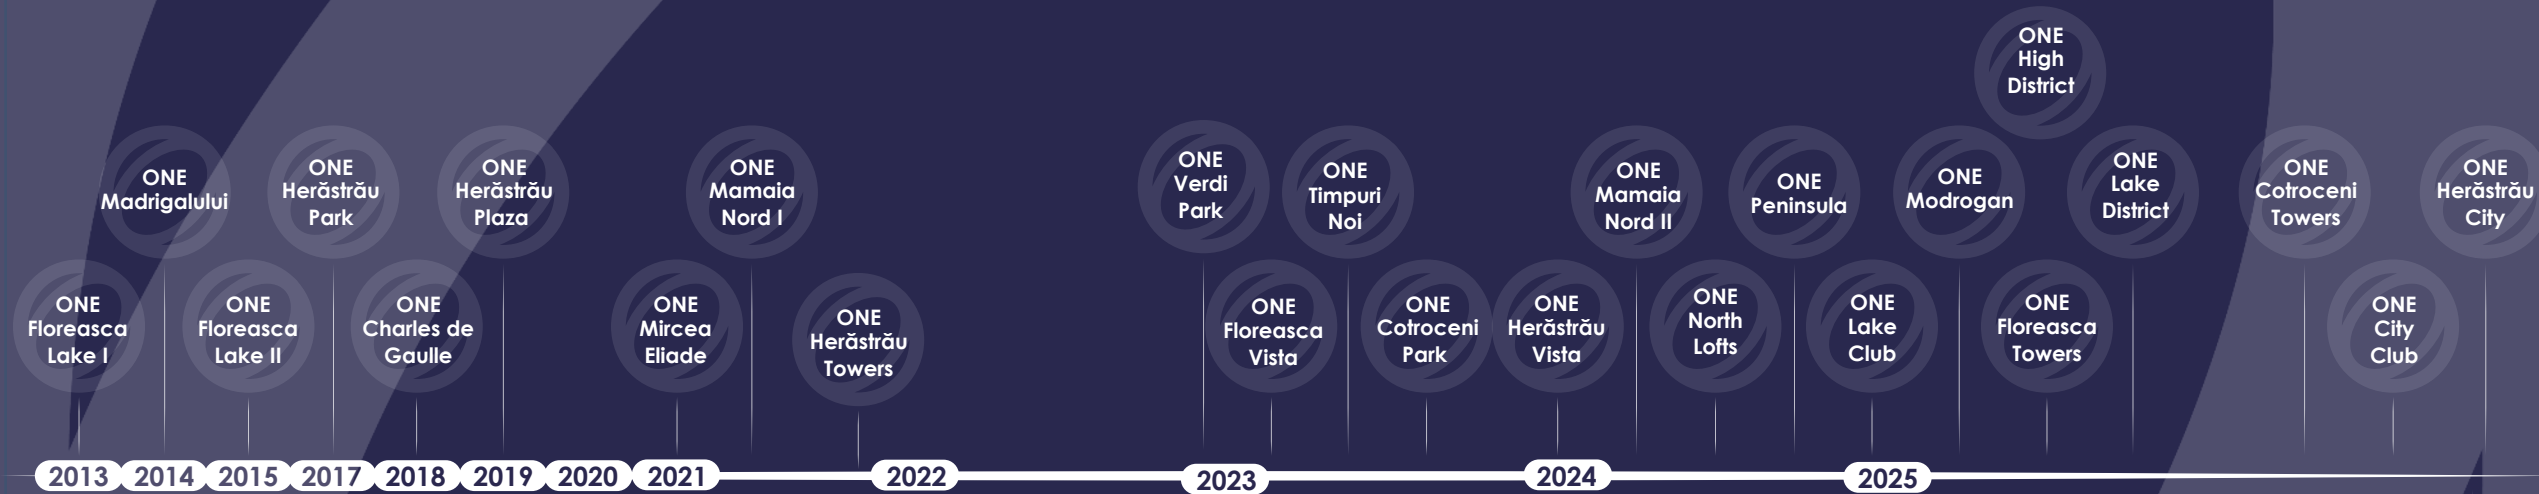 ONE
High
District
ONE
Madrigalului
ONE
Herăstrău
Park
ONE
Herăstrău
Plaza
ONE
Mamaia
Nord I
ONE
Verdi
Park
ONE
Timpuri
Noi
ONE
Mamaia
Nord II
ONE
Peninsula
ONE
Modrogan
ONE
Lake
District
ONE
Cotroceni
Towers
ONE
Herăstrău
City
ONE
Floreasca
Lake I
ONE
Floreasca
Lake II
ONE
Charles de
Gaulle
ONE
Mircea
Eliade
ONE
Herăstrău
Towers
ONE
Floreasca
Vista
ONE
Cotroceni
Park
ONE
Herăstrău
Vista
ONE
North
Lofts
ONE
Lake
Club
ONE
Floreasca
Towers
ONE
City
Club
2013 2014 2015 2017 2018 2019 2020 2021 2022 2023 2024 2025